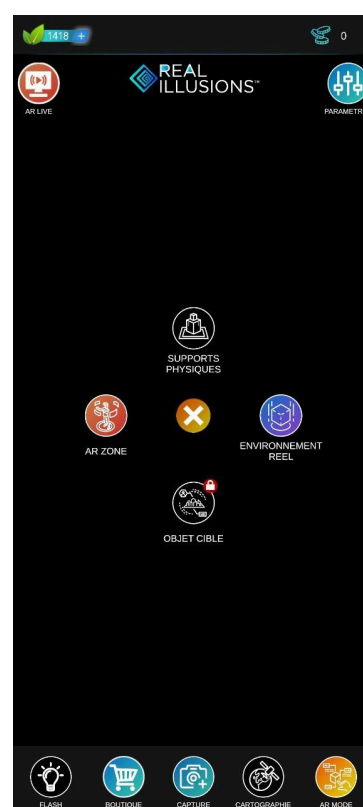 1418 +
0
REAL
ILLUSIONS™
AR LIVE
PARAMETR
SUPPORTS
PHYSIQUES
AR ZONE
ENVIRONNEMENT
REEL
OBJET CIBLE
FLASH
BOUTIQUE
CAPTURE
CARTOGRAPHIE
AR MODE